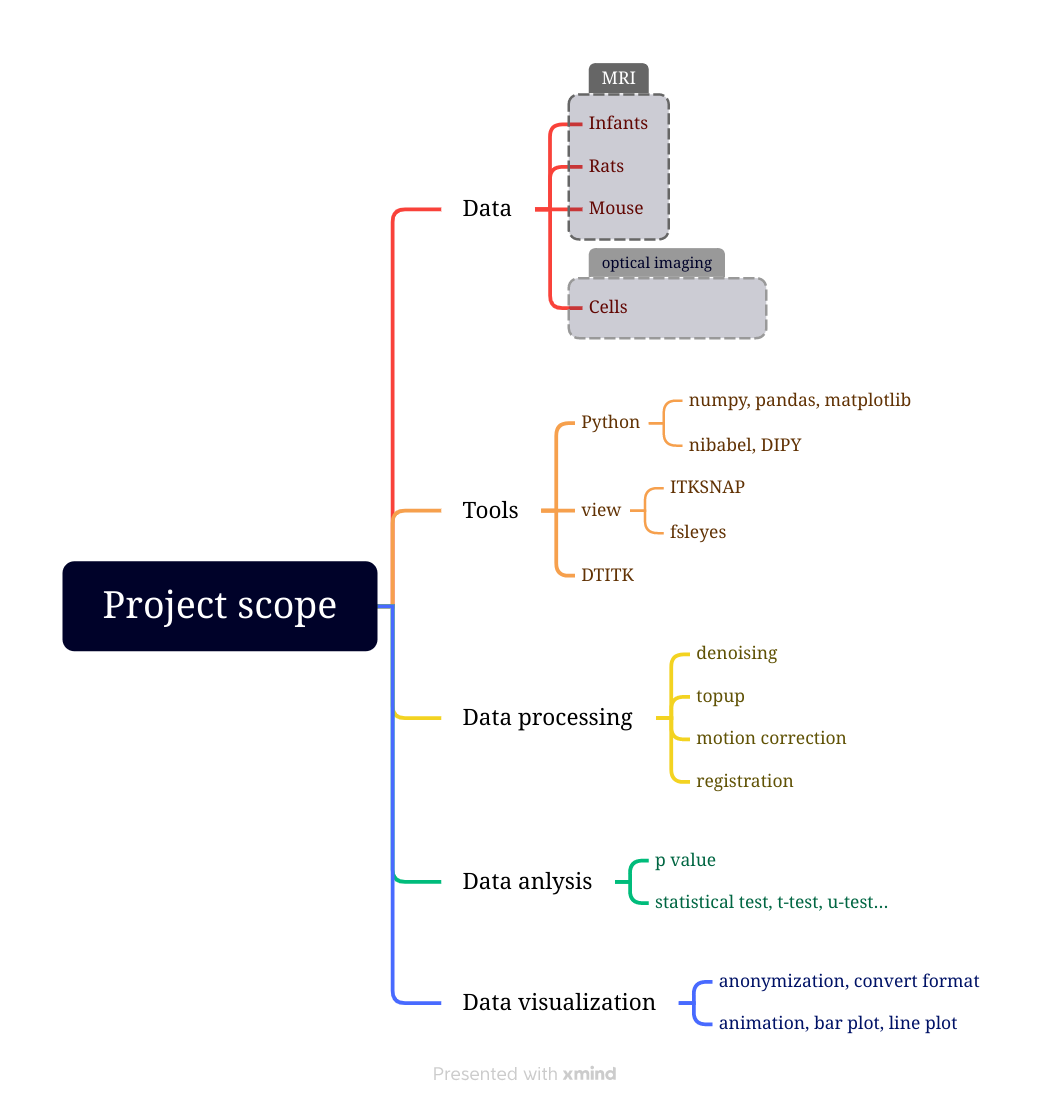 MRI
Infants
Rats
Mouse
Data
optical imaging
Cells
numpy, pandas, matplotlib
Python
nibabel, DIPY
ITKSNAP
Tools
view
fsleyes
DTITK
Project scope
denoising
topup
Data processing
motion correction
registration
p value
Data anlysis
statistical test, t-test, u-test...
anonymization, convert format
Data visualization
animation, bar plot, line plot
Presented with xmind